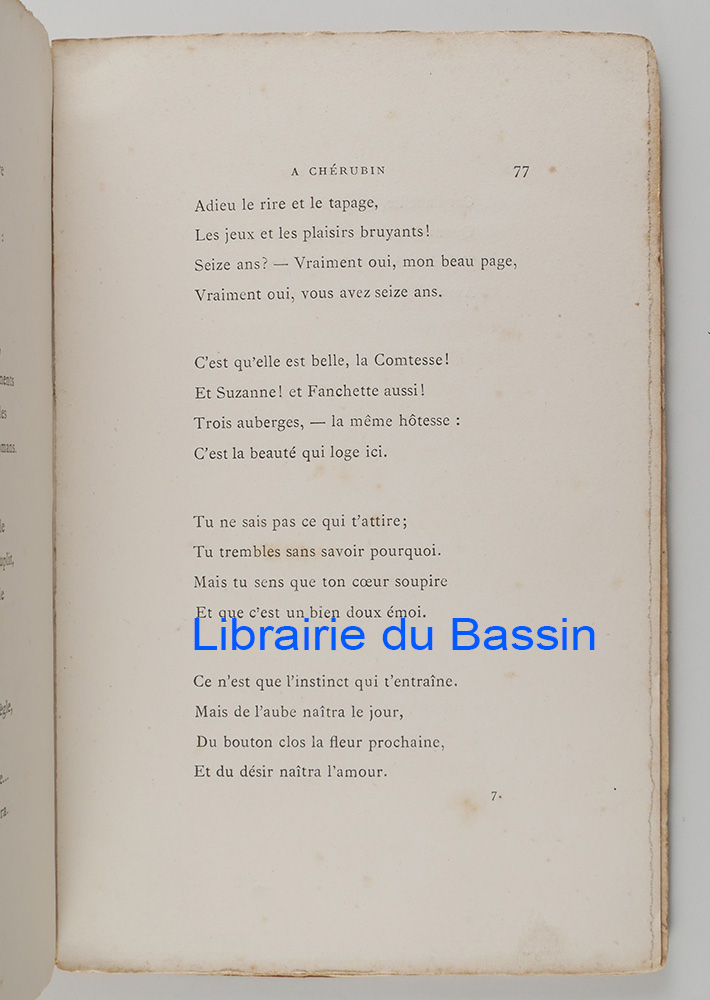 A CHÉRUBIN 77
Adieu le rire et le tapage,
Les jeux et les plaisirs bruyants!
Seize ans? — Vraiment oui, mon beau page,
Vraiment oui, vous avez seize ans.
C'est qu'elle est belle, la Comtesse!
Et Suzanne! et Fanchette aussi!
Trois auberges, — la même hôtesse :
C'est la beauté qui loge ici.
Tu ne sais pas ce qui t'attire;
Tu trembles sans savoir pourquoi.
Mais tu sens que ton cœur soupire
Et que c'est un bien doux émoi.
Librairie du Bassin
Ce n'est que l'instinct qui t'entraîne.
Mais de l'aube naîtra le jour,
Du bouton clos la fleur prochaine,
Et du désir naîtra l'amour.
7.